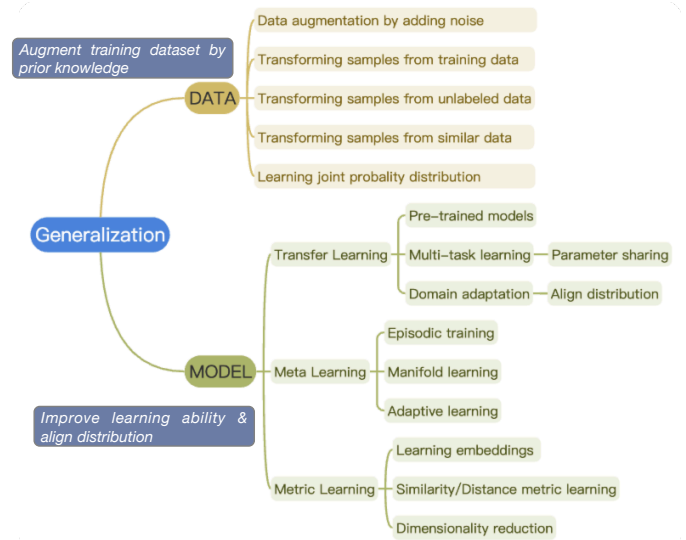 Data augmentation by adding noise
Augment training dataset by
prior knowledge
Transforming samples from training data
DATA
Transforming samples from unlabeled data
Transforming samples from similar data
Learning joint probality distribution
Generalization
Pre-trained models
Transfer Learning
Multi-task learning
Parameter sharing
Domain adaptation
Align distribution
Episodic training
MODEL
Meta Learning
Manifold learning
Adaptive learning
Improve learning ability &
align distribution
Learning embeddings
Metric Learning
Similarity/Distance metric learning
Dimensionality reduction